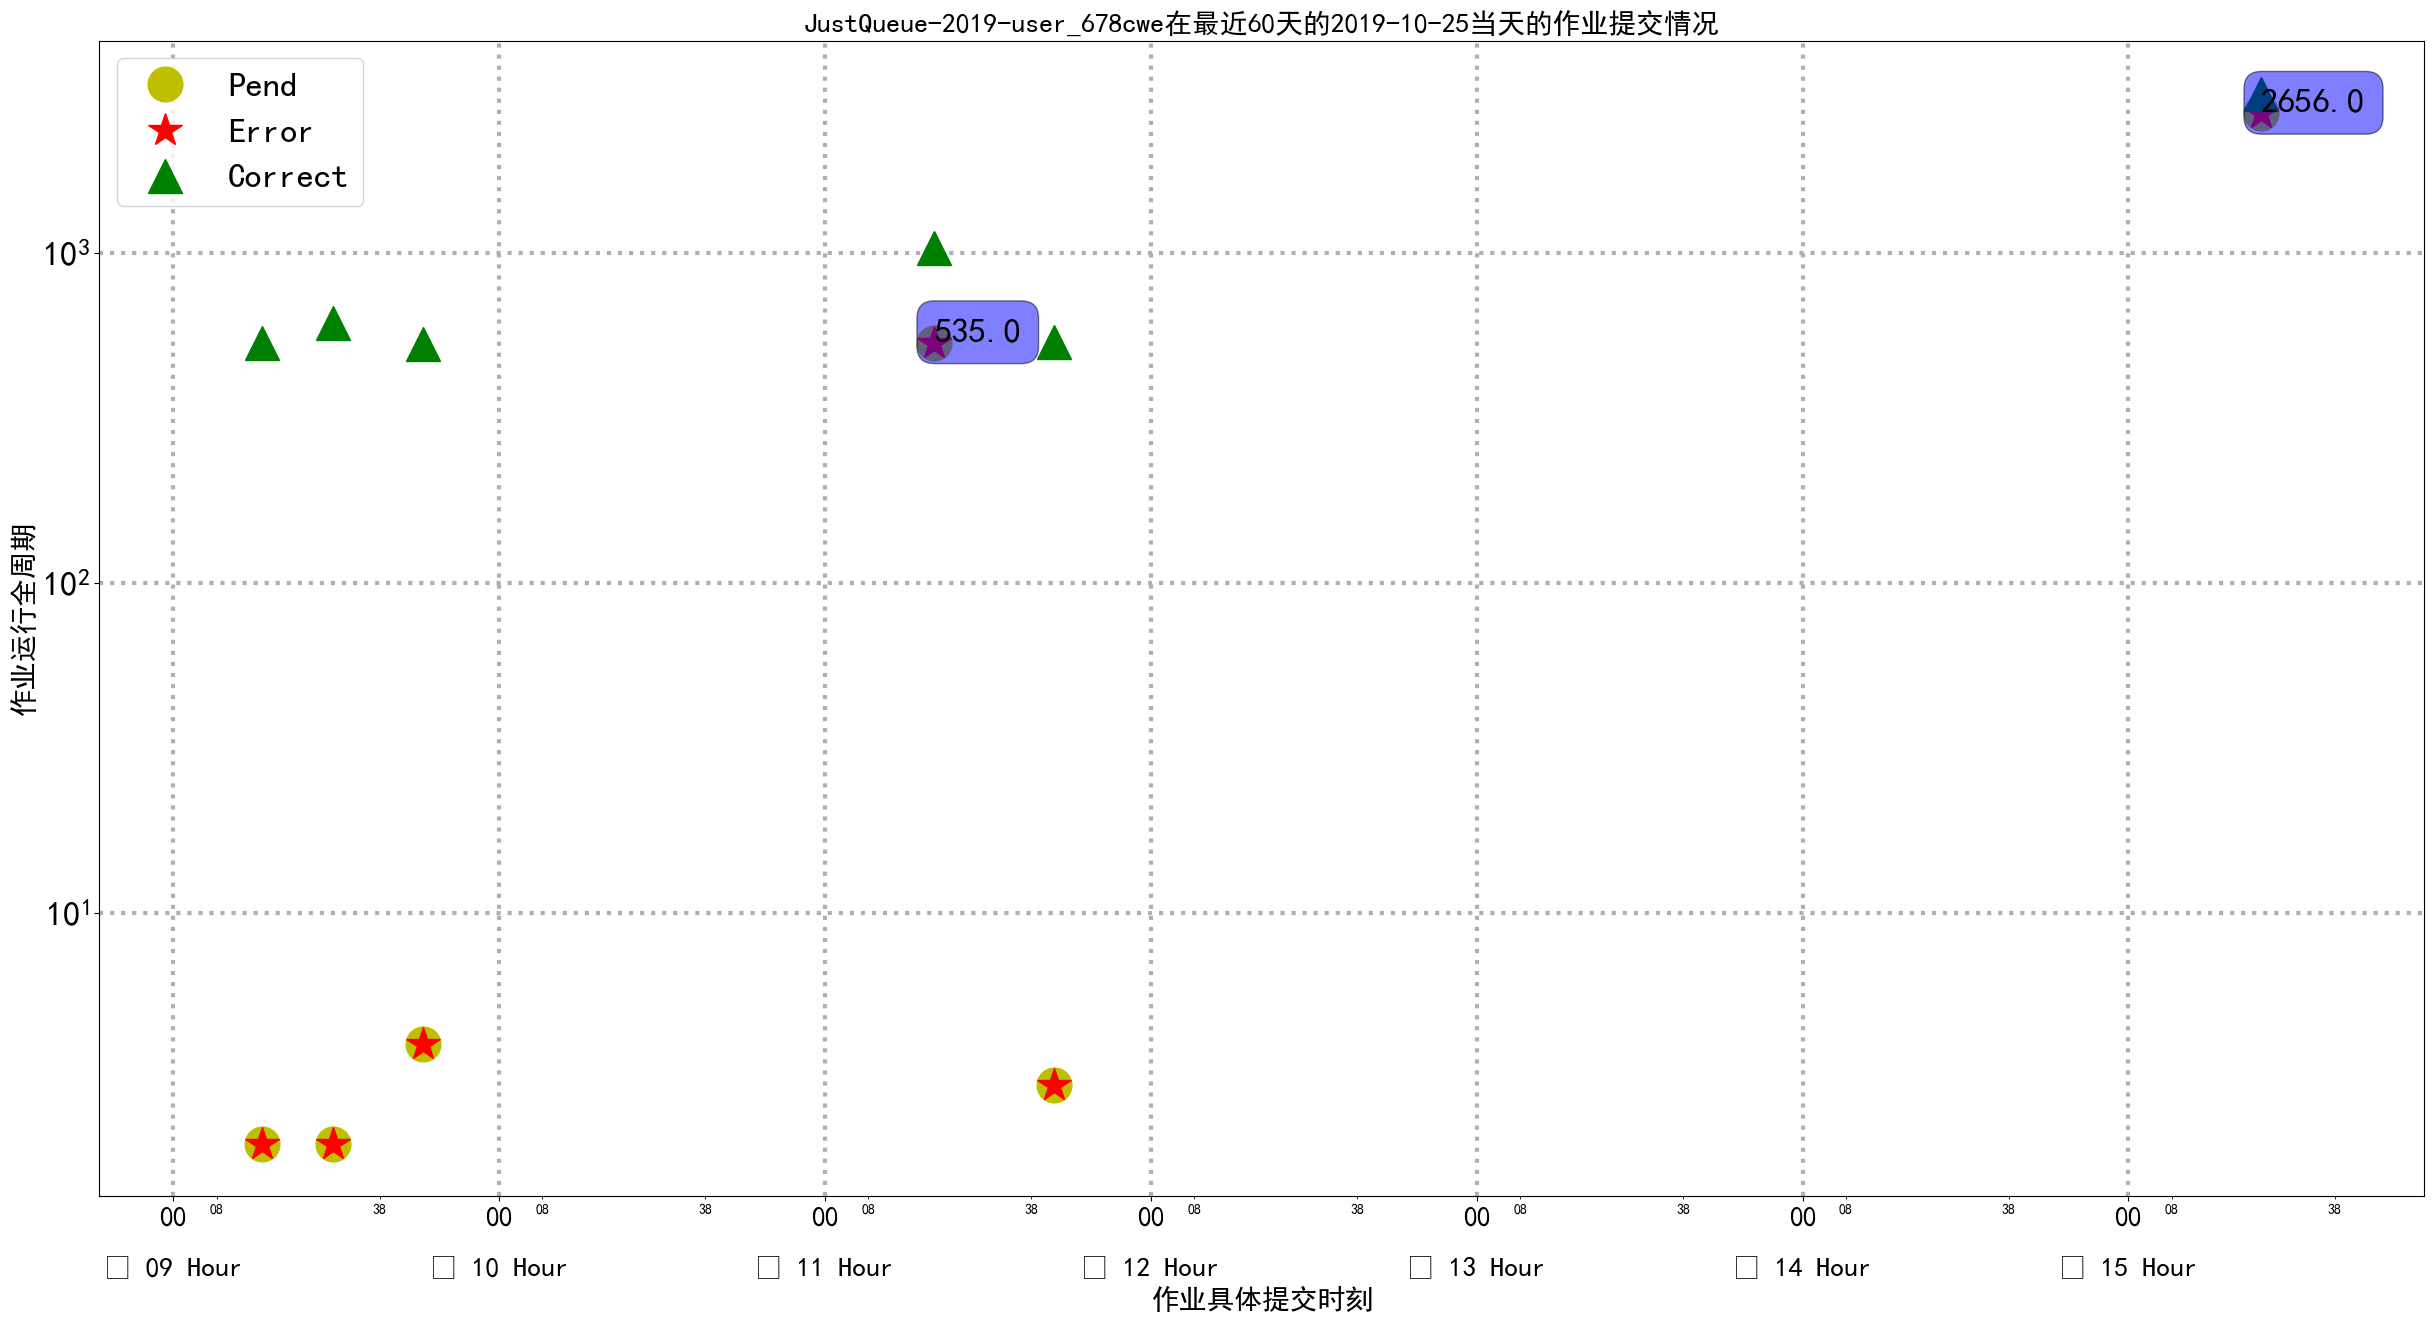 JustQueue-2019-user_678cwe在最近60天的2019-10-25当天的作业提交情况
Pend
Error
Correct
2656.0
535.0
10³
10²
10¹
作业运行全周期
00 08 38 00 08 38 00 08 38 00 08 38 00 08 38 00 08 38 00 08 38
□ 09 Hour □ 10 Hour □ 11 Hour □ 12 Hour □ 13 Hour □ 14 Hour □ 15 Hour
作业具体提交时刻